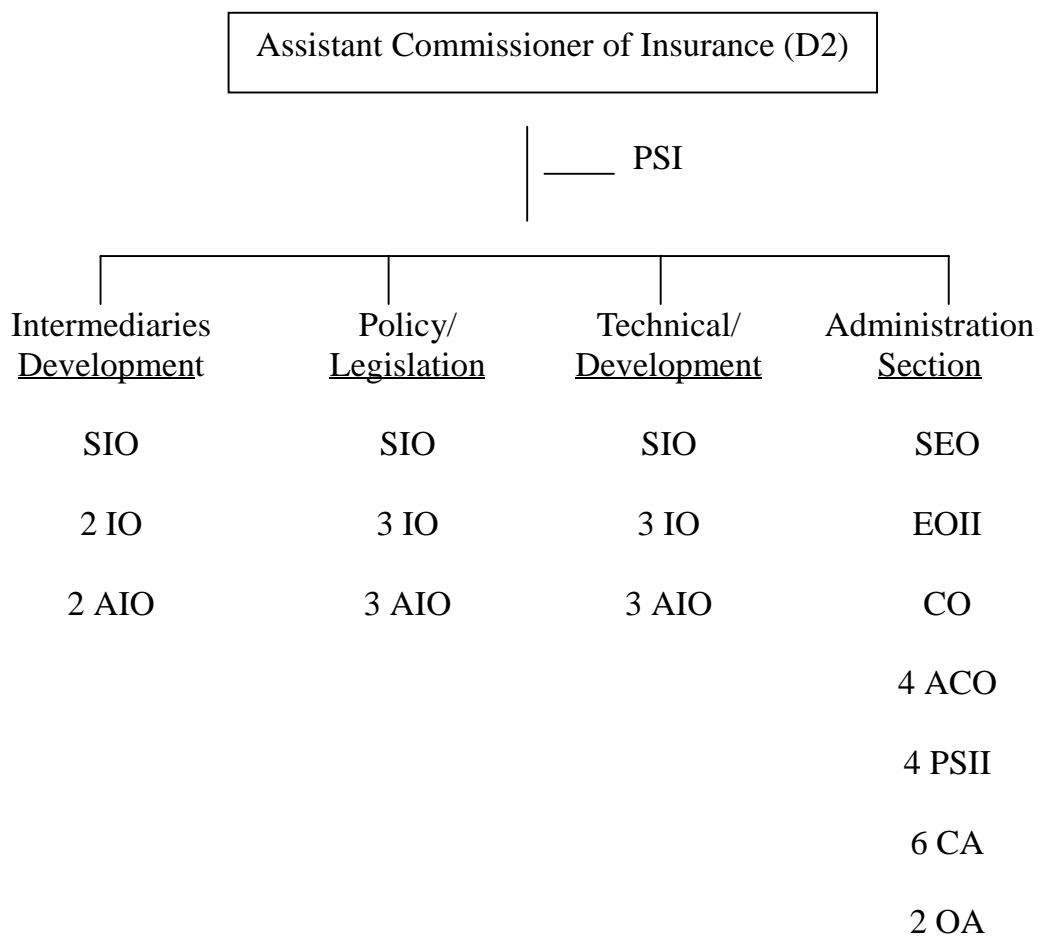 Assistant Commissioner of Insurance (D2)
PSI
Intermediaries
Development
Policy/
Legislation
Technical/
Development
Administration
Section
SIO
SIO
SIO
SEO
2 IO
3 IO
3 IO
EOII
2 AIO
3 AIO
3 AIO
CO
4 ACO
4 PSII
6 CA
2 OA